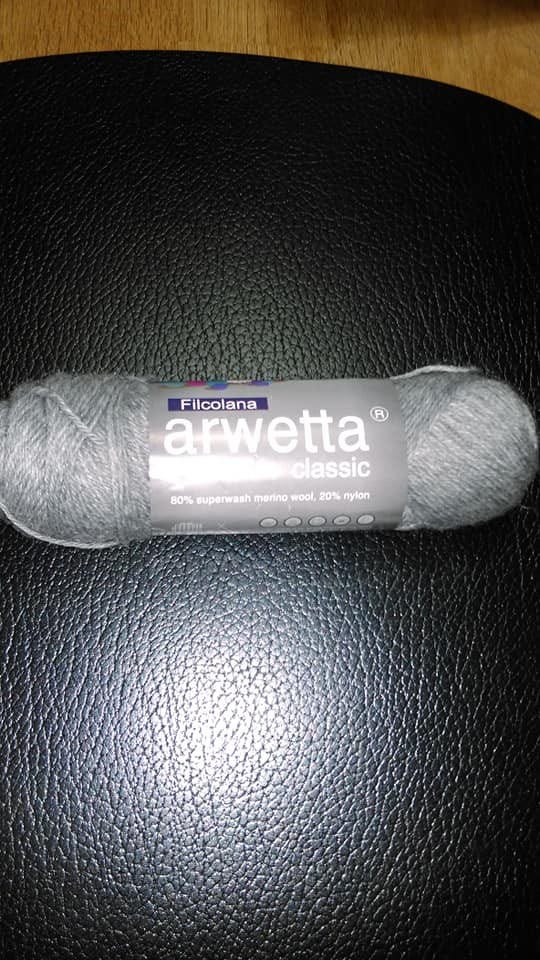 Filcolana
arwetta ®
classic
80% superwash merino wool, 20% nylon